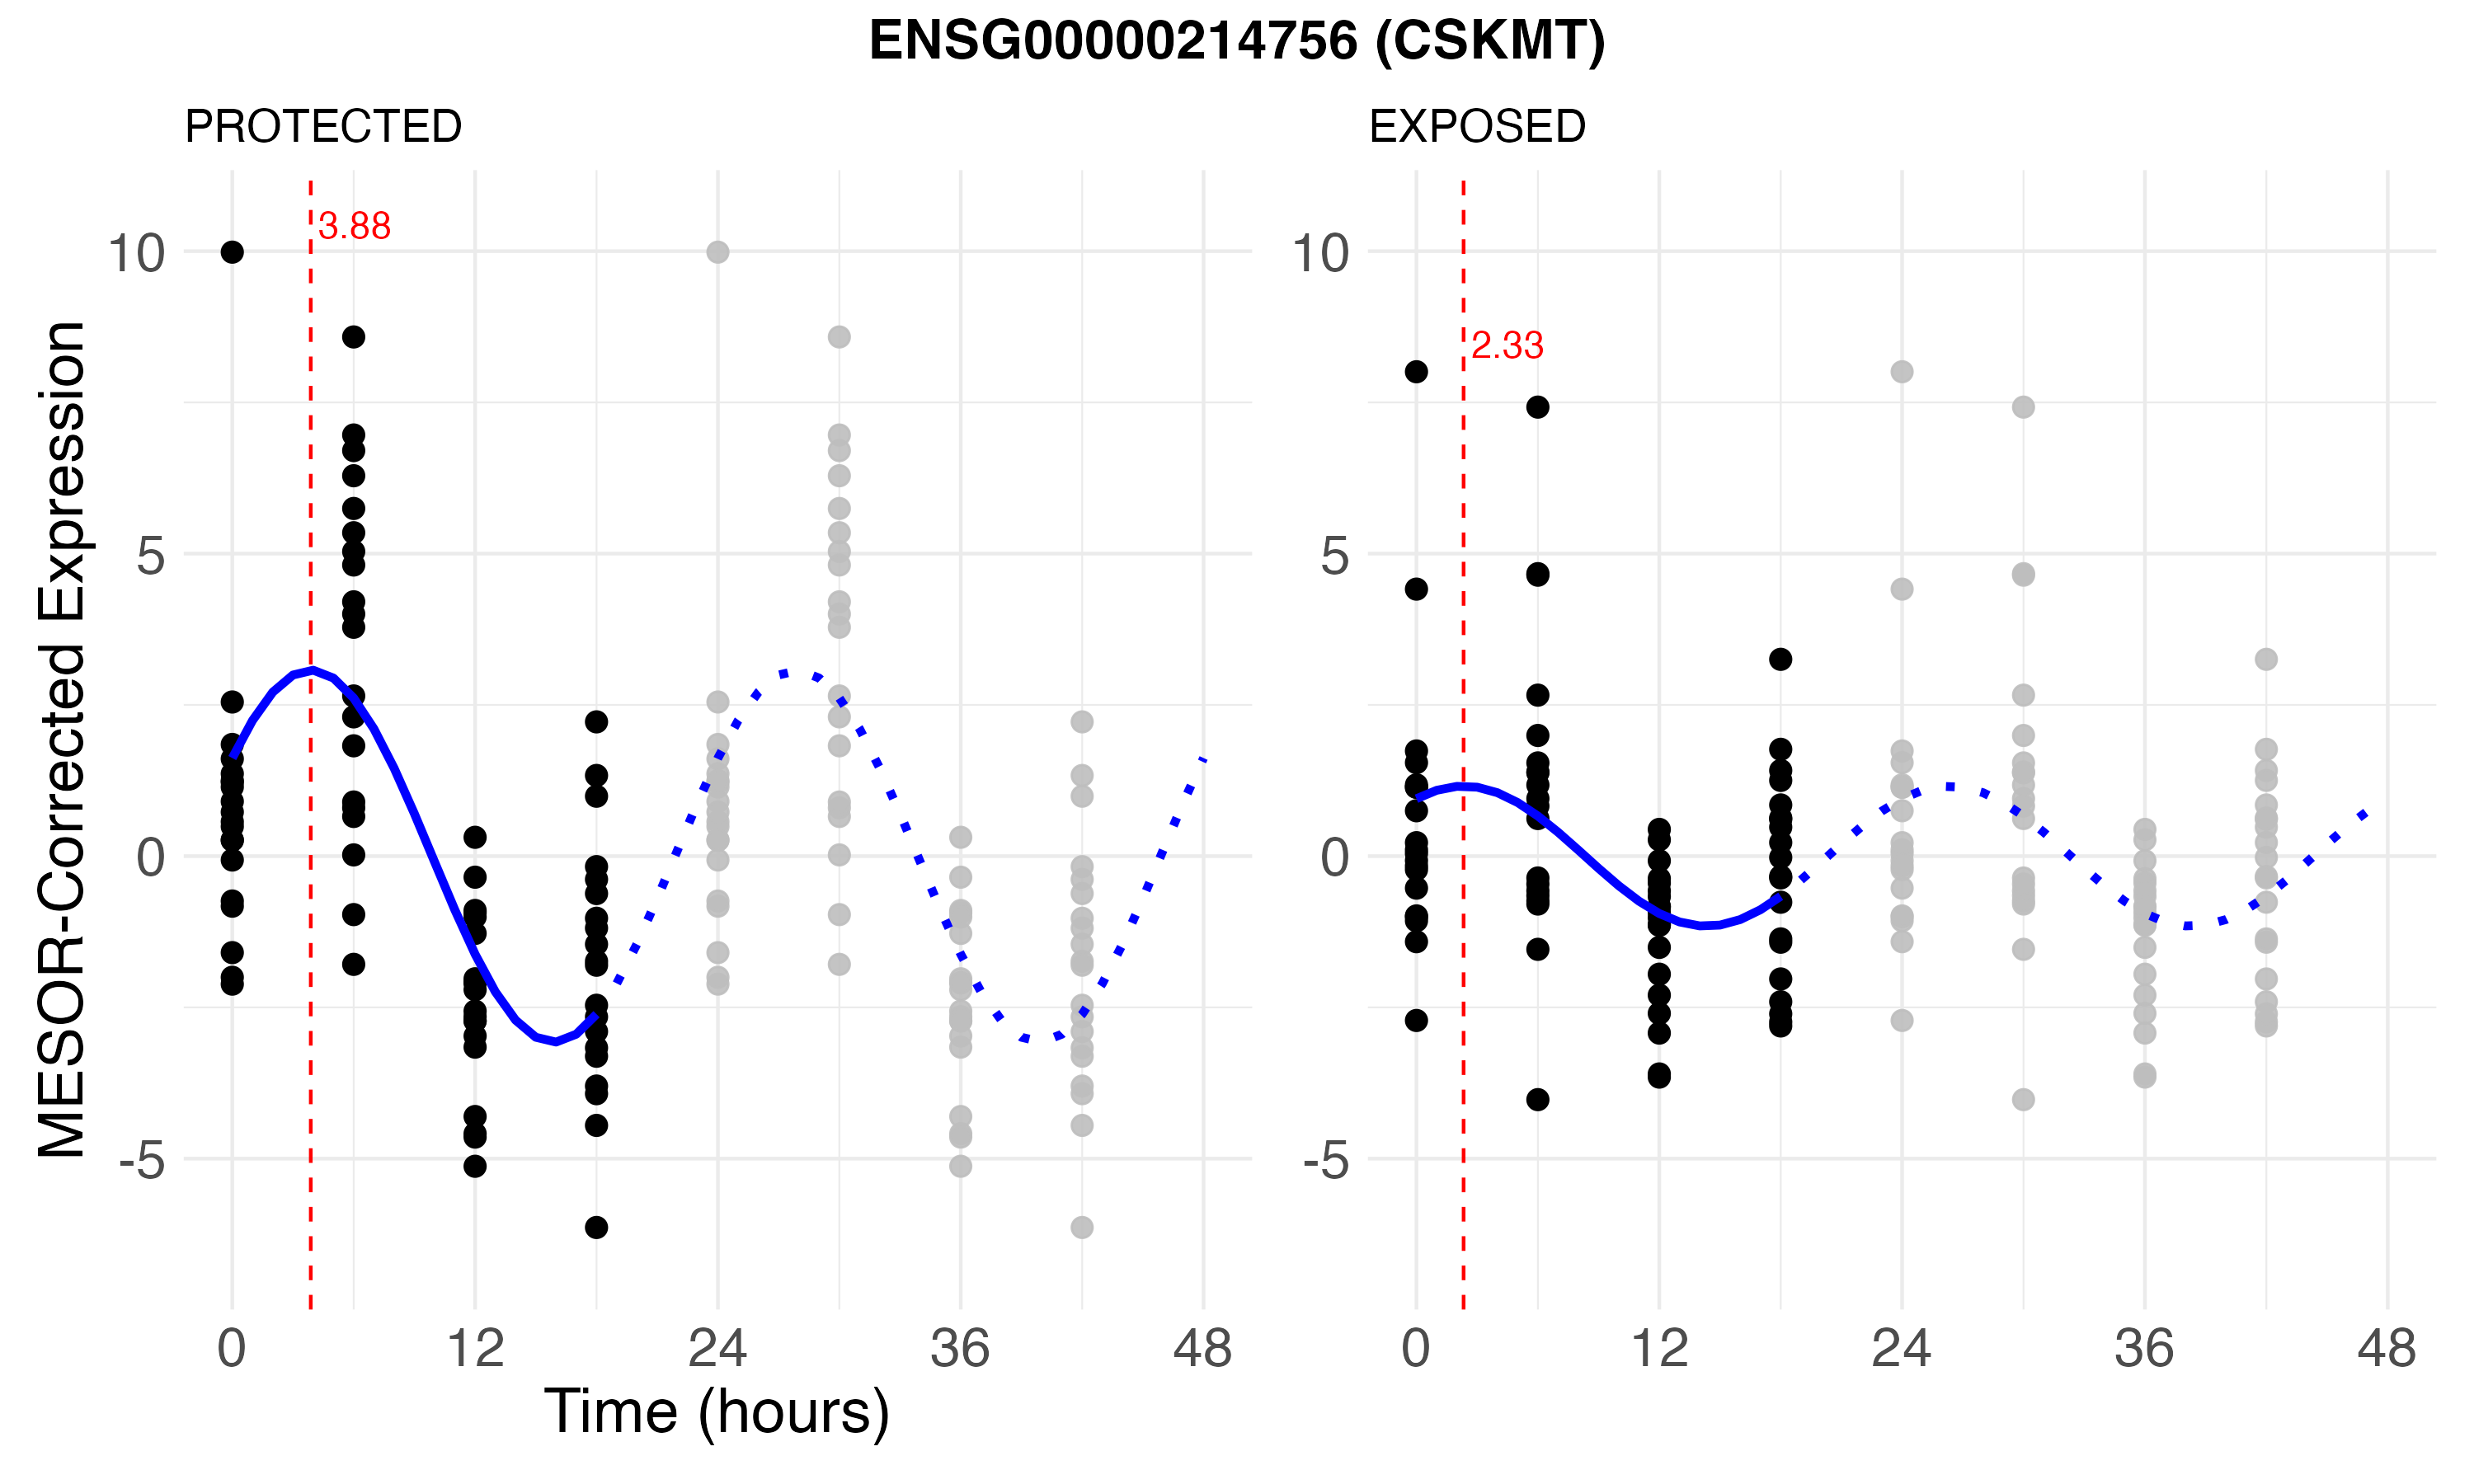 ENSG00000214756 (CSKMT)
PROTECTED
EXPOSED
MESOR-Corrected Expression
10
5
0
-5
3.88
0 12 24 36 48
10
5
0
-5
2.33
0 12 24 36 48
Time (hours)